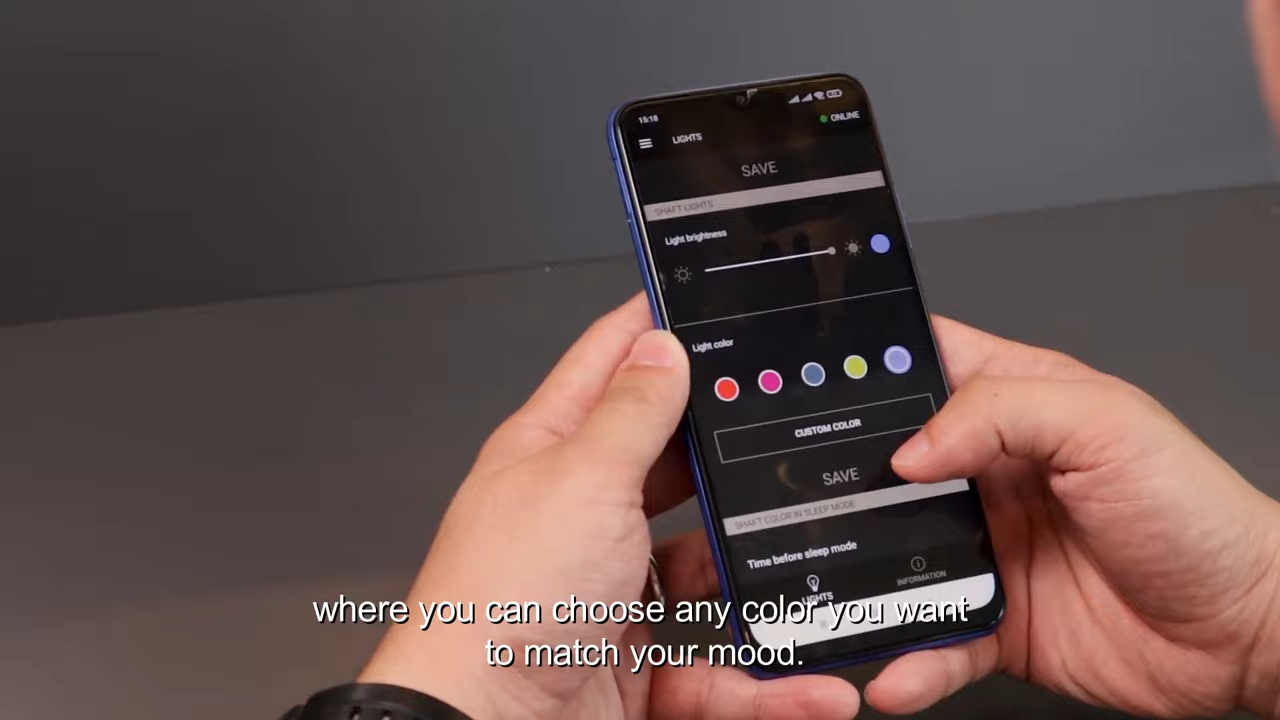 15:18
ONLINE
LIGHTS
SAVE
SHAFT LIGHTS
Light brightness
Light color
CUSTOM COLOR
SAVE
SHAFT COLOR IN SLEEP MODE
Time before sleep mode
LIGHTS
INFORMATION
where you can choose any color you want
to match your mood.